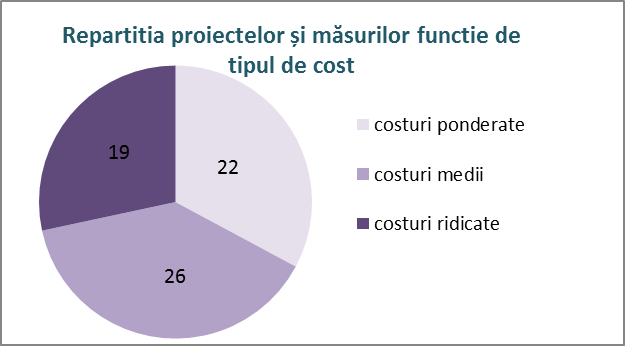 Repartitia proiectelor și măsurilor functie de
tipul de cost
19
22
26
costuri ponderate
costuri medii
costuri ridicate